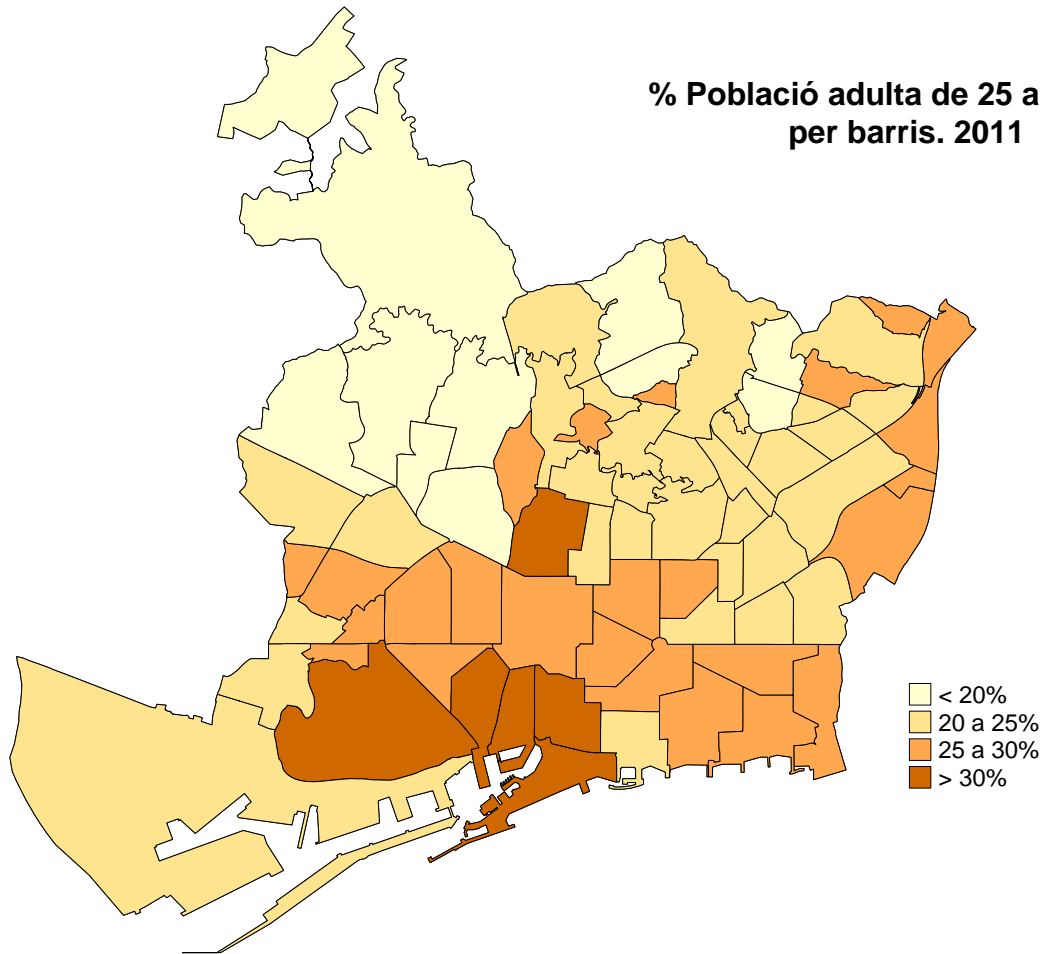 % Població adulta de 25 a
per barris. 2011
< 20%
20 a 25%
25 a 30%
> 30%